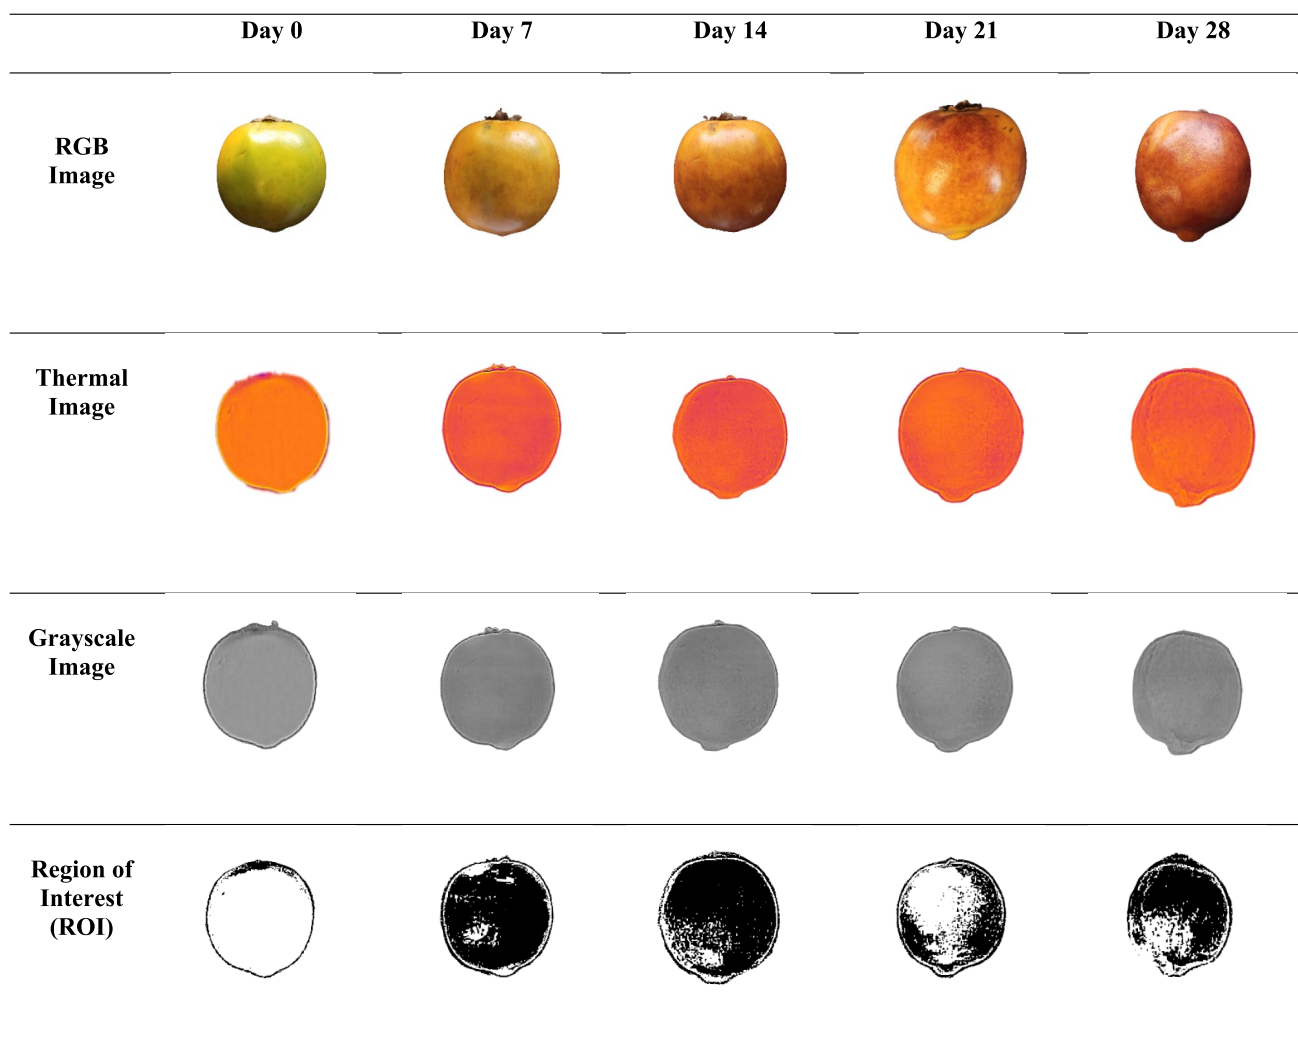 Day 0 Day 7 Day 14 Day 21 Day 28
RGB
Image
Thermal
Image
Grayscale
Image
Region of
Interest
(ROI)